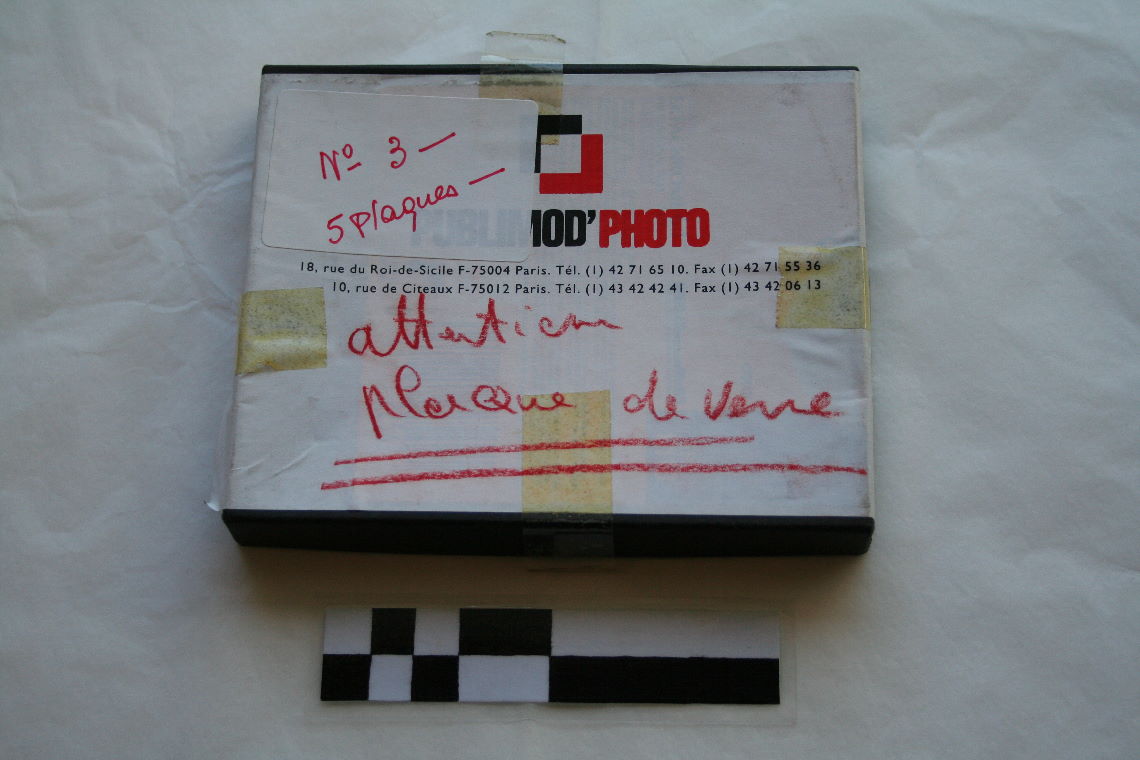 Nº 3 —
5 plaques —
PUBLIMOD'PHOTO
18, rue du Roi-de-Sicile F-75004 Paris. Tél. (1) 42 71 65 10. Fax (1) 42 71 55 36
10, rue de Citeaux F-75012 Paris. Tél. (1) 43 42 42 41. Fax (1) 43 42 06 13
attention
plaque de verre